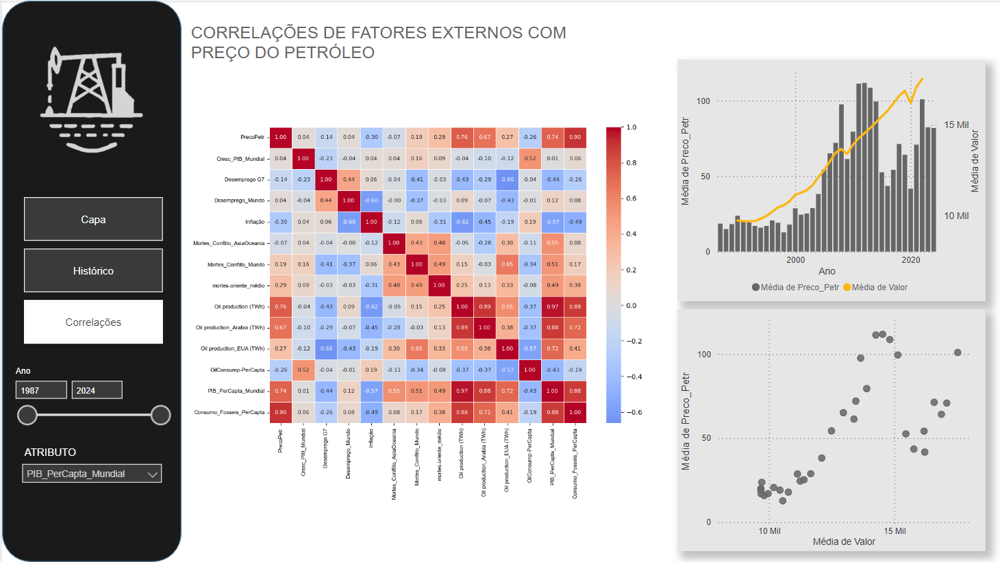 CORRELAÇÕES DE FATORES EXTERNOS COM
PREÇO DO PETRÓLEO
Capa
Histórico
Correlações
Ano
1987 2024
ATRIBUTO
PIB_PerCapta_Mundial
PrecoPetr 1.00 0.04 -0.14 0.04 -0.30 -0.07 0.19 0.29 0.76 0.67 0.27 -0.26 0.74 0.90
Cresc_PIB_Mundial 0.04 1.00 -0.23 -0.04 0.04 0.04 0.16 0.09 -0.04 -0.10 -0.12 0.52 0.01 0.06
Desemprego G7 -0.14 -0.23 1.00 0.44 0.06 -0.04 -0.41 -0.03 -0.43 -0.29 -0.66 -0.04 -0.44 -0.26
Desemprego_Mundo 0.04 -0.04 0.44 1.00 -0.60 -0.00 -0.37 -0.03 0.09 -0.07 -0.43 -0.01 0.12 0.08
Inflação -0.30 0.04 0.06 -0.60 1.00 -0.12 0.06 -0.31 -0.62 -0.45 -0.19 0.19 -0.57 -0.49
Mortes_Conflito_AsiaOceania -0.07 0.04 -0.04 -0.00 -0.12 1.00 0.43 0.48 -0.05 -0.28 0.30 -0.11 0.55 0.08
Mortes_Conflito_Mundo 0.19 0.16 -0.41 -0.37 0.06 0.43 1.00 0.49 0.15 -0.03 0.65 -0.34 0.51 0.17
mortes-oriente_médio 0.29 0.09 -0.03 -0.03 -0.31 0.48 0.49 1.00 0.25 0.13 0.33 -0.08 0.49 0.38
Oil production (TWh) 0.76 -0.04 -0.43 0.09 -0.62 -0.05 0.15 0.25 1.00 0.89 0.55 -0.37 0.97 0.88
Oil production_Arabia (TWh) 0.67 -0.10 -0.29 -0.07 -0.45 -0.28 -0.03 0.13 0.89 1.00 0.38 -0.37 0.88 0.72
Oil production_EUA (TWh) 0.27 -0.12 -0.66 -0.43 -0.19 0.30 0.65 0.33 0.55 0.38 1.00 -0.57 0.72 0.41
OilConsump-PerCapta -0.26 0.52 -0.04 -0.01 0.19 -0.11 -0.34 -0.08 -0.37 -0.37 -0.57 1.00 -0.43 -0.19
PIB_PerCapta_Mundial 0.74 0.01 -0.44 0.12 -0.57 0.55 0.51 0.49 0.97 0.88 0.72 -0.43 1.00 0.88
Consumo_Fosseis_PerCapta 0.90 0.06 -0.26 0.08 -0.49 0.08 0.17 0.38 0.88 0.72 0.41 -0.19 0.88 1.00
PrecoPetr
Cresc_PIB_Mundial
Desemprego G7
Desemprego_Mundo
Inflação
Mortes_Conflito_AsiaOceania
Mortes_Conflito_Mundo
mortes-oriente_médio
Oil production (TWh)
Oil production_Arabia (TWh)
Oil production_EUA (TWh)
OilConsump-PerCapta
PIB_PerCapta_Mundial
Consumo_Fosseis_PerCapta
1.0
0.8
0.6
0.4
0.2
0.0
−0.2
−0.4
−0.6
Média de Preco_Petr
100
50
0
15 Mil
10 Mil
Média de Valor
2000 2020
Ano
Média de Preco_Petr Média de Valor
Média de Preco_Petr
100
50
0
10 Mil 15 Mil
Média de Valor